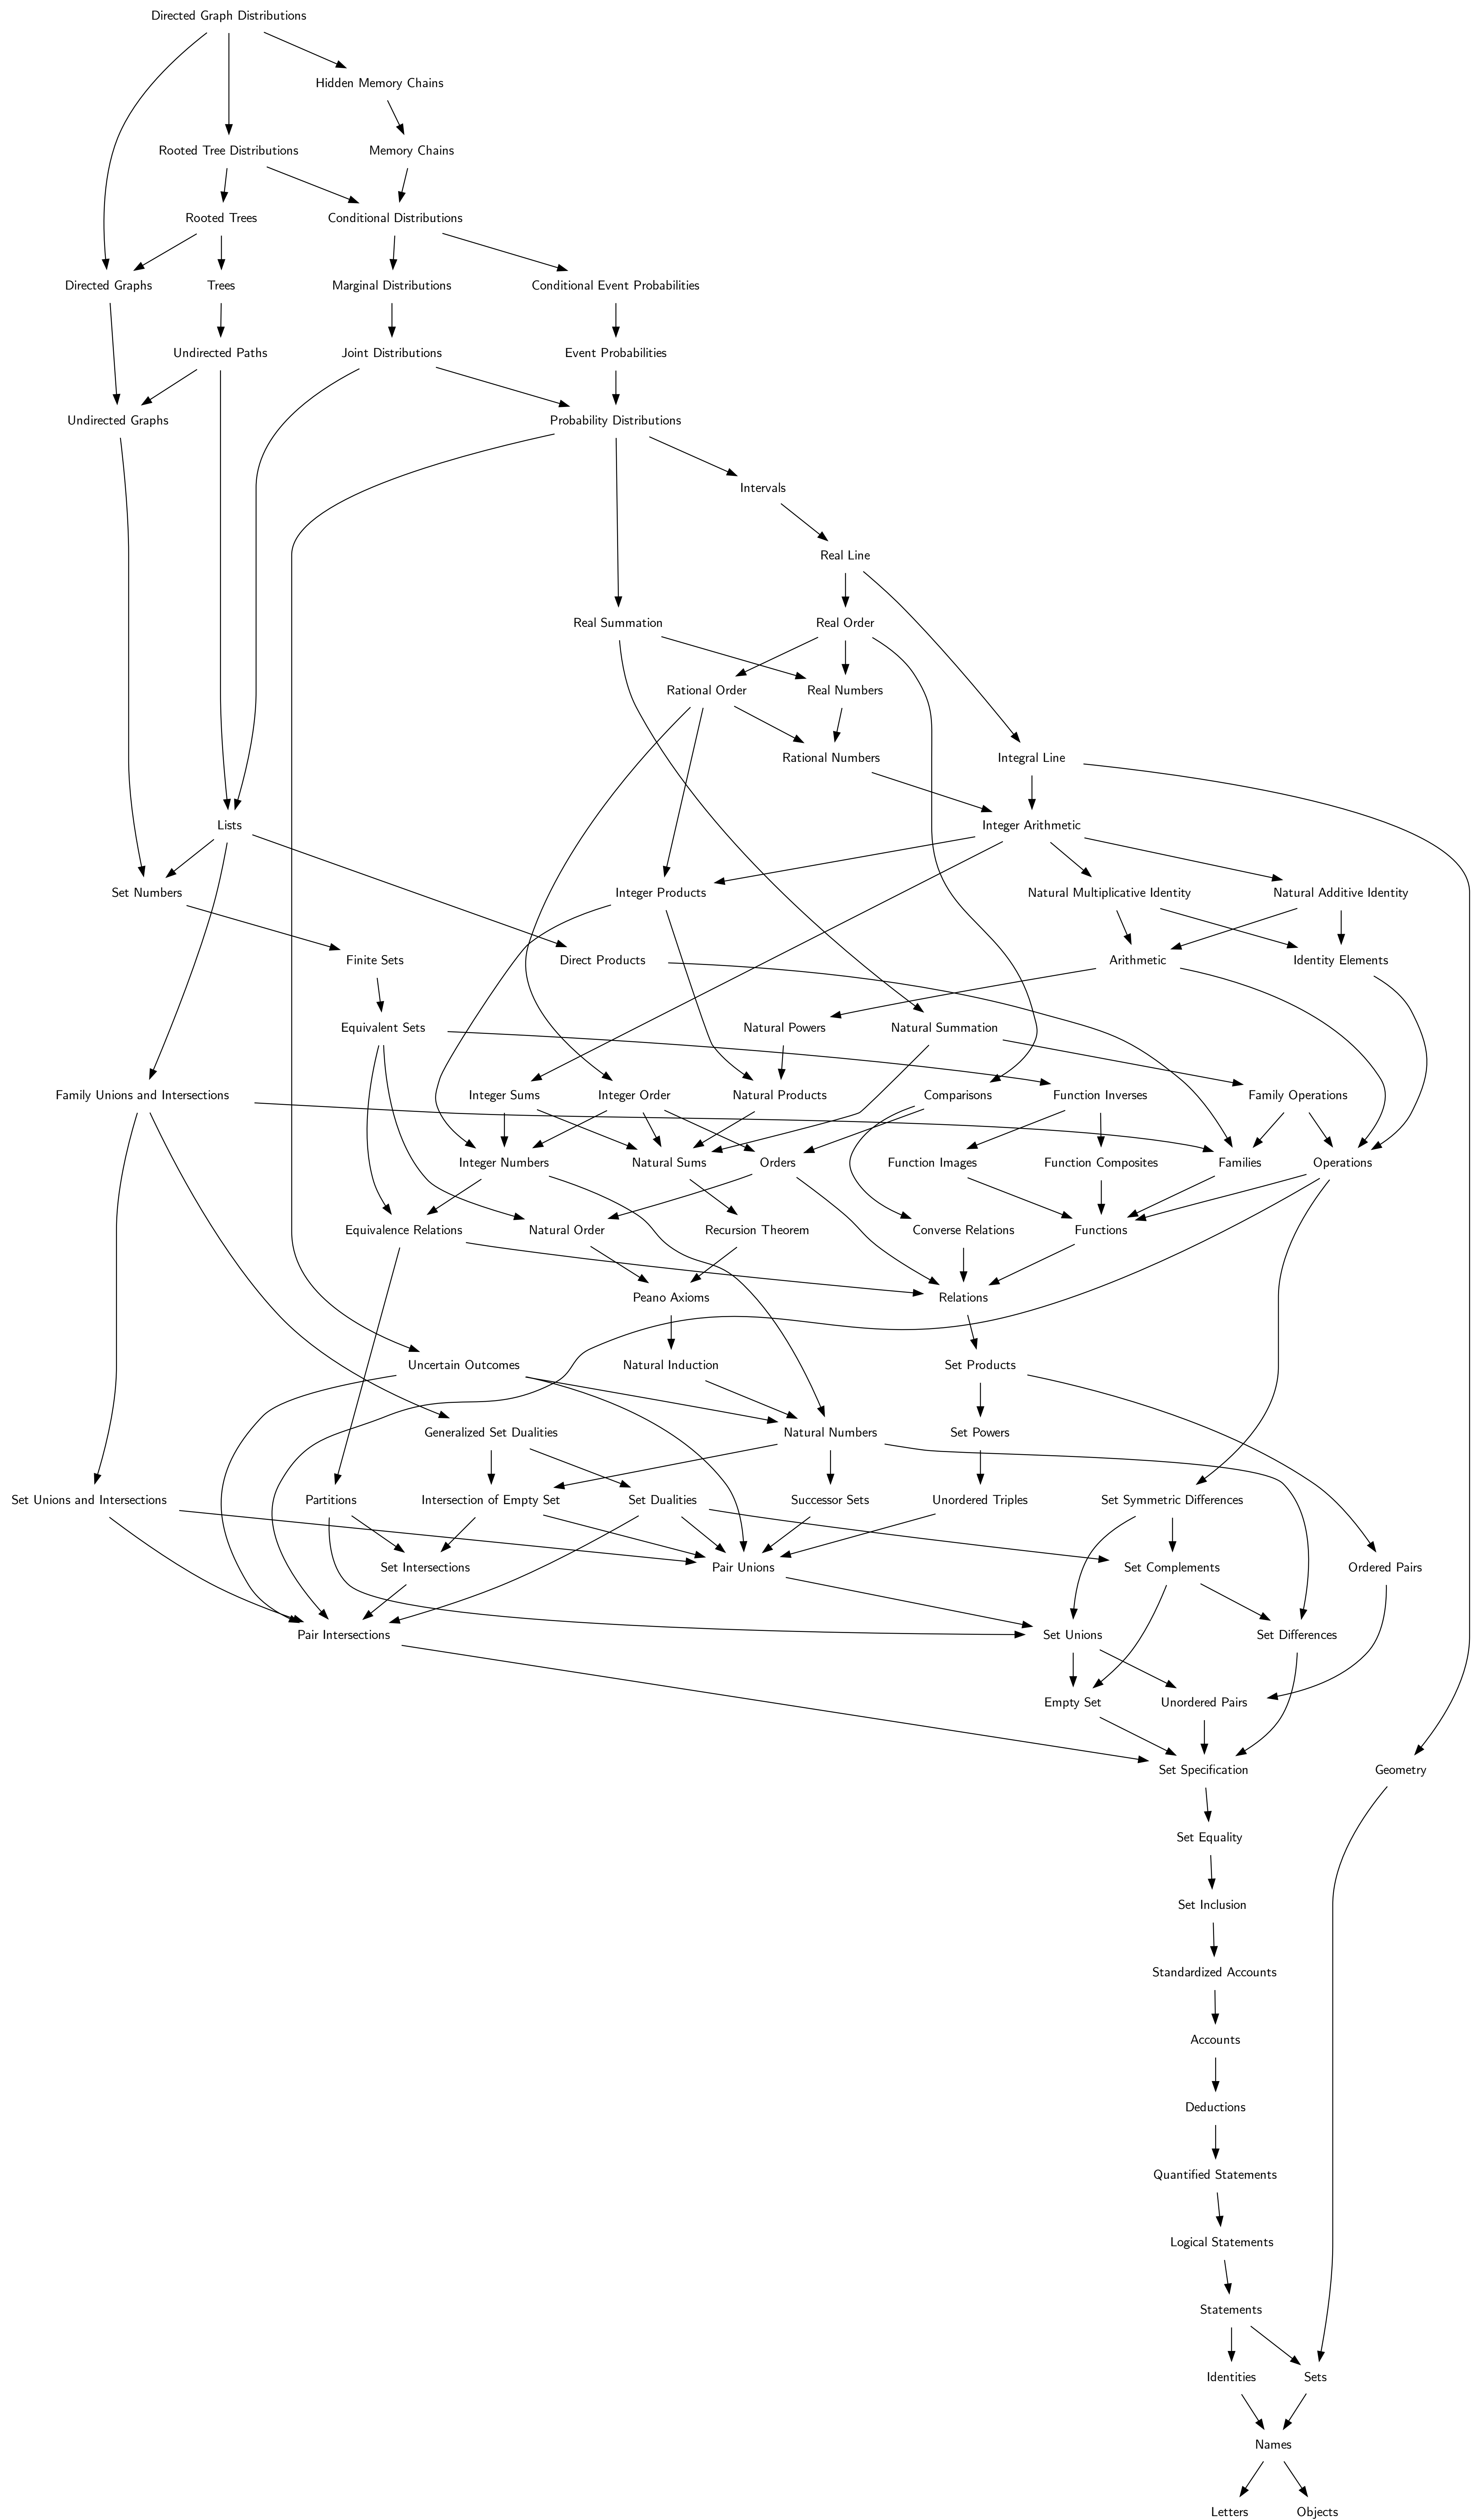 Directed Graph Distributions
Hidden Memory Chains
Rooted Tree Distributions
Memory Chains
Rooted Trees
Conditional Distributions
Directed Graphs
Trees
Marginal Distributions
Conditional Event Probabilities
Undirected Paths
Joint Distributions
Event Probabilities
Undirected Graphs
Probability Distributions
Intervals
Real Line
Real Summation
Real Order
Rational Order
Real Numbers
Rational Numbers
Integral Line
Lists
Integer Arithmetic
Set Numbers
Integer Products
Natural Multiplicative Identity
Natural Additive Identity
Finite Sets
Direct Products
Arithmetic
Identity Elements
Equivalent Sets
Natural Powers
Natural Summation
Family Unions and Intersections
Integer Sums
Integer Order
Natural Products
Comparisons
Function Inverses
Family Operations
Integer Numbers
Natural Sums
Orders
Function Images
Function Composites
Families
Operations
Equivalence Relations
Natural Order
Recursion Theorem
Converse Relations
Functions
Peano Axioms
Relations
Uncertain Outcomes
Natural Induction
Set Products
Generalized Set Dualities
Natural Numbers
Set Powers
Set Unions and Intersections
Partitions
Intersection of Empty Set
Set Dualities
Successor Sets
Unordered Triples
Set Symmetric Differences
Set Intersections
Pair Unions
Set Complements
Ordered Pairs
Pair Intersections
Set Unions
Set Differences
Empty Set
Unordered Pairs
Set Specification
Geometry
Set Equality
Set Inclusion
Standardized Accounts
Accounts
Deductions
Quantified Statements
Logical Statements
Statements
Identities
Sets
Names
Letters
Objects